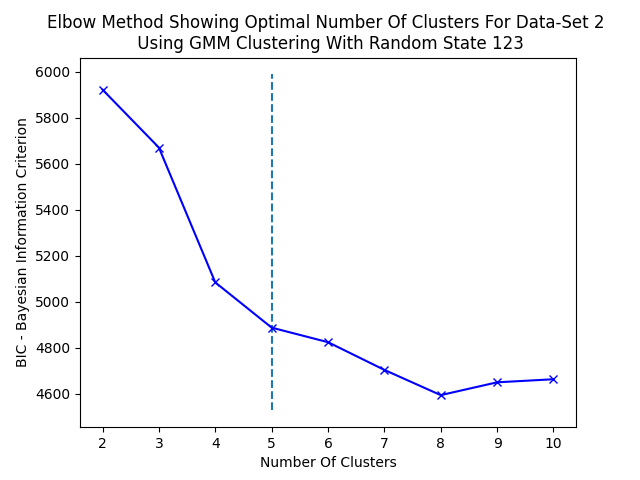 Elbow Method Showing Optimal Number Of Clusters For Data-Set 2
Using GMM Clustering With Random State 123
BIC - Bayesian Information Criterion
6000
5800
5600
5400
5200
5000
4800
4600
2 3 4 5 6 7 8 9 10
Number Of Clusters